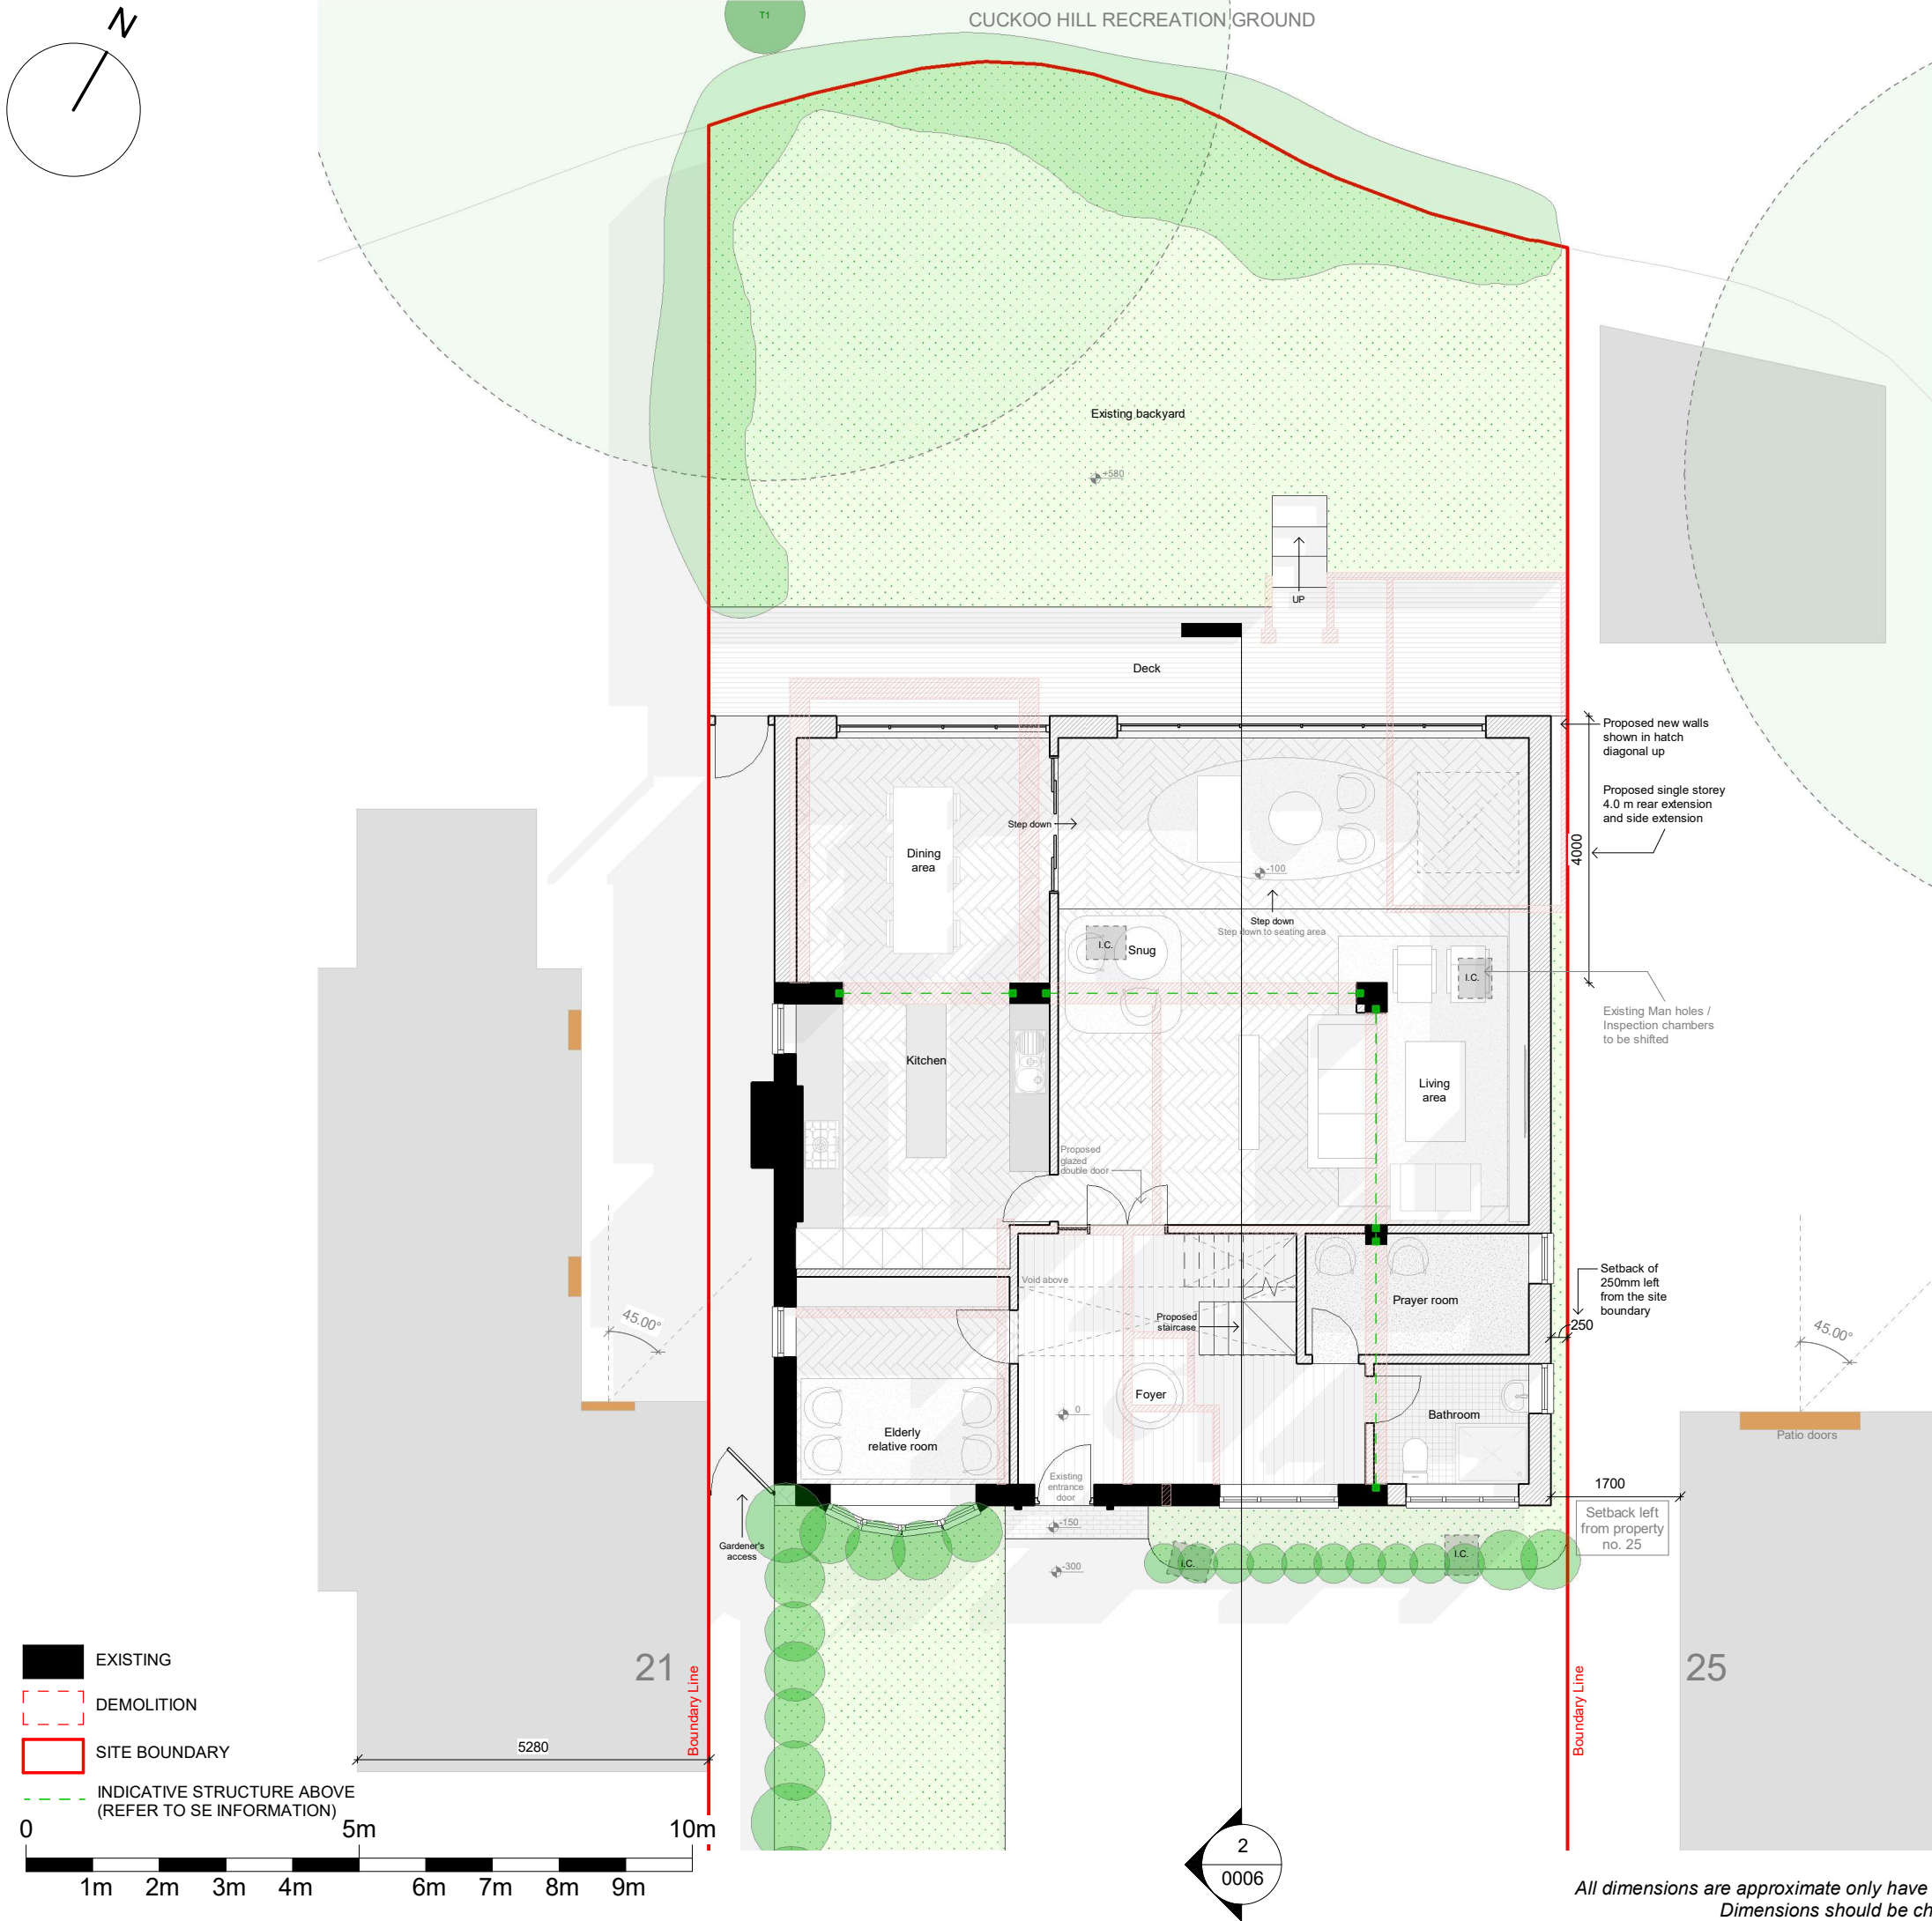 N
T1
CUCKOO HILL RECREATION GROUND
Existing backyard
+580
UP
Deck
Proposed new walls
shown in hatch
diagonal up
Proposed single storey
4.0 m rear extension
and side extension
4000
Step down
Dining
area
-100
Step down
Step down to seating area
I.C.
Snug
I.C.
Existing Man holes /
Inspection chambers
to be shifted
Kitchen
Living
area
Proposed
glazed
double door
Void above
Prayer room
Setback of
250mm left
from the site
boundary
250
Proposed
staircase
45.00°
45.00°
Foyer
0
Bathroom
Elderly
relative room
Patio doors
Existing
entrance
door
1700
Setback left
from property
no. 25
-150
Gardener's
access
-300
I.C.
I.C.
21
25
Boundary Line
Boundary Line
EXISTING
DEMOLITION
SITE BOUNDARY
INDICATIVE STRUCTURE ABOVE
(REFER TO SE INFORMATION)
5280
0 5m 10m
1m 2m 3m 4m 6m 7m 8m 9m
2
0006
All dimensions are approximate only have
Dimensions should be ch